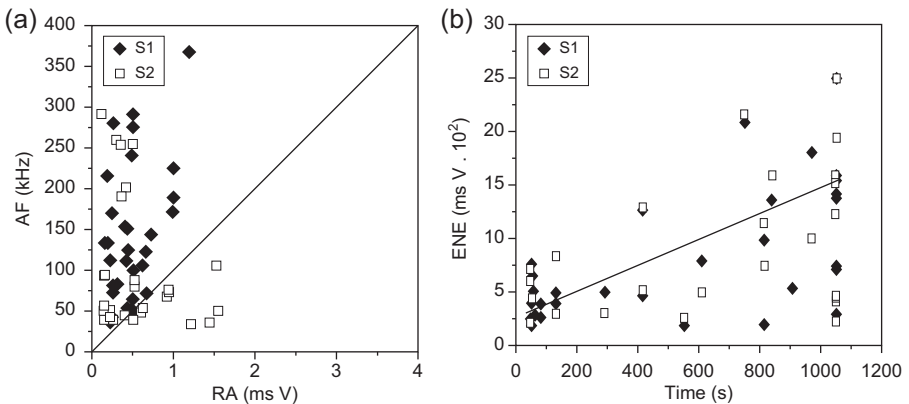 (a)
400
350
300
250
200
150
100
50
0
AF (kHz)
S1
S2
0 1 2 3 4
RA (ms V)
(b)
30
25
20
15
10
5
0
ENE (ms V . 10²)
S1
S2
0 200 400 600 800 1000 1200
Time (s)